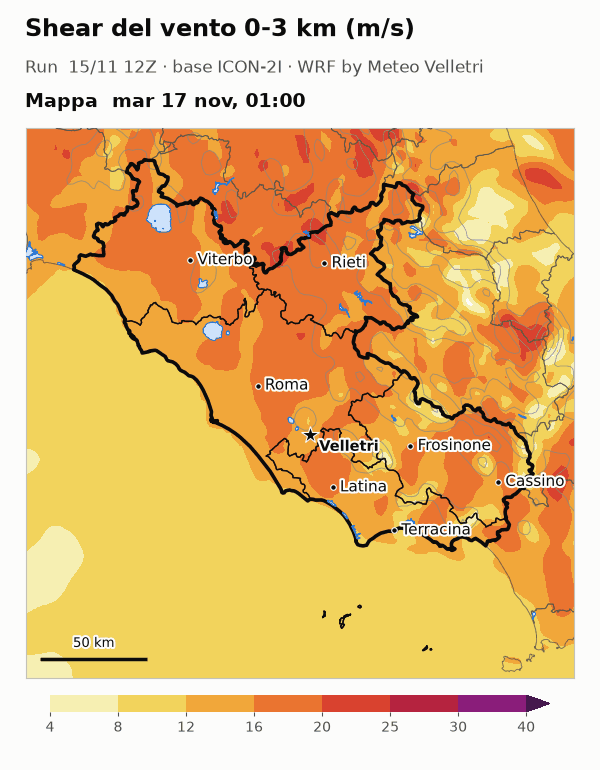 Shear del vento 0-3 km (m/s)
Run  15/11 12Z · base ICON-2I · WRF by Meteo Velletri
Mappa  mar 17 nov, 01:00
Viterbo
Rieti
Roma
Velletri
Frosinone
Cassino
Latina
Terracina
50 km
4 8 12 16 20 25 30 40